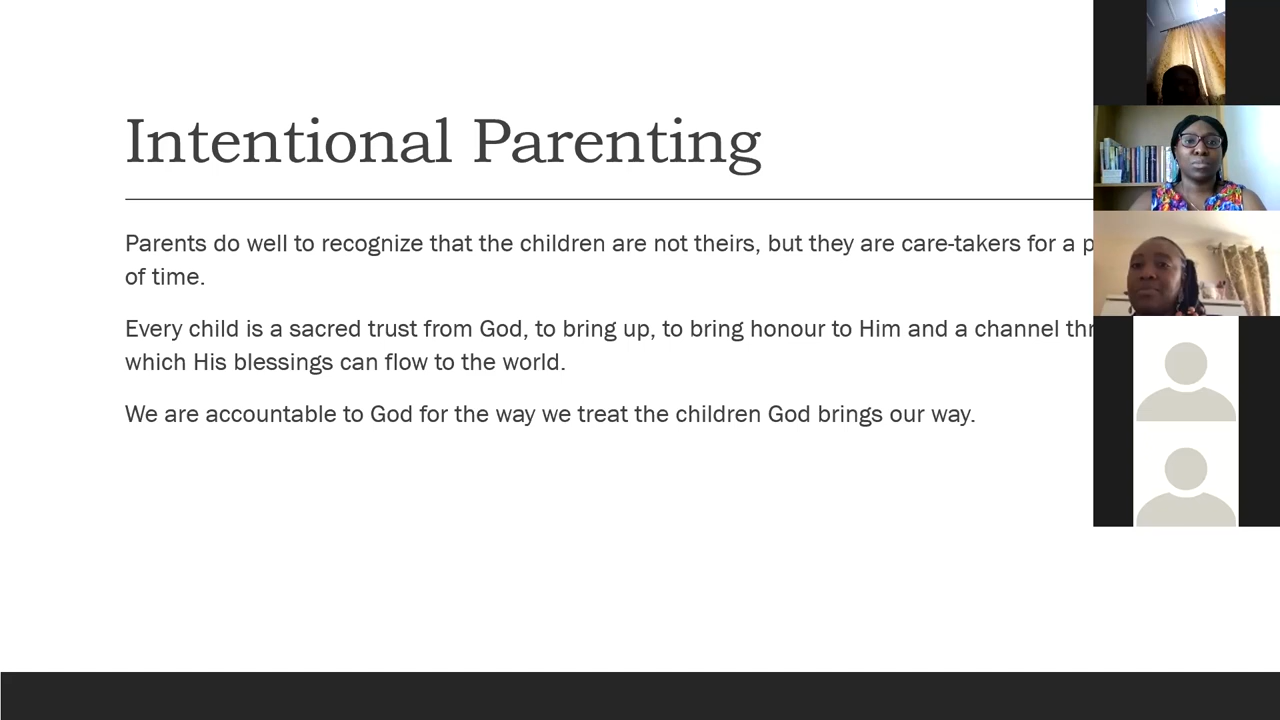 Intentional Parenting
Parents do well to recognize that the children are not theirs, but they are care-takers for a
of time.
Every child is a sacred trust from God, to bring up, to bring honour to Him and a channel
which His blessings can flow to the world.
We are accountable to God for the way we treat the children God brings our way.